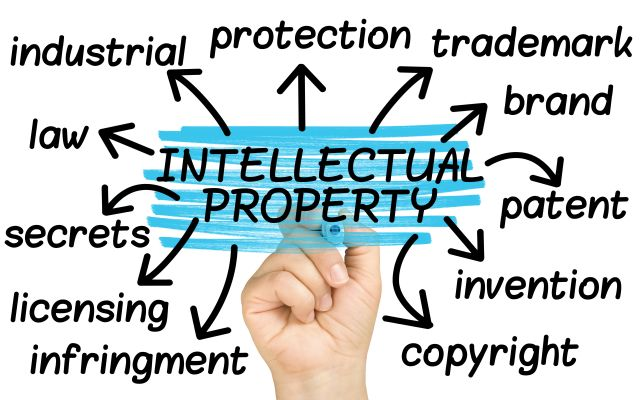 industrial
protection
trademark
brand
law
INTELLECTUAL
PROPERTY
patent
secrets
invention
licensing
infringment
copyright